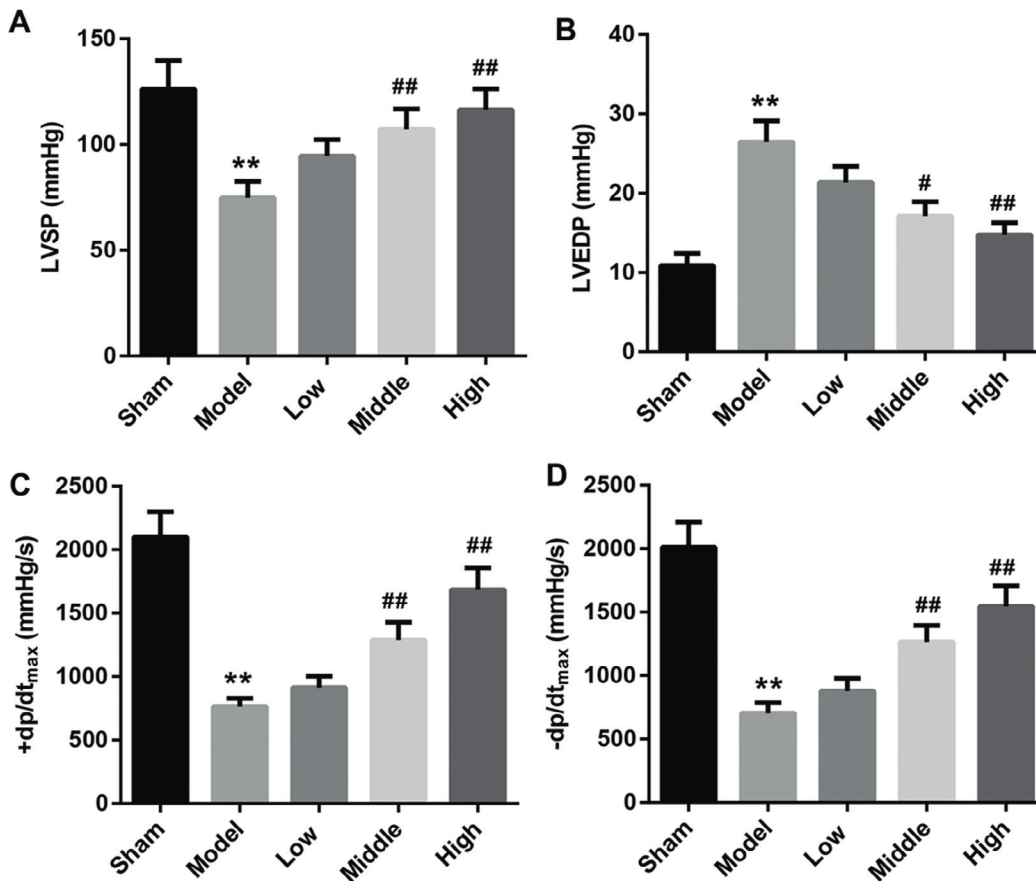 A
LVSP (mmHg)
150
100
50
0
**
##
##
Sham
Model
Low
Middle
High
B
LVEDP (mmHg)
40
30
20
10
0
**
#
##
Sham
Model
Low
Middle
High
C
+dp/dtmax (mmHg/s)
2500
2000
1500
1000
500
0
**
##
##
Sham
Model
Low
Middle
High
D
-dp/dtmax (mmHg/s)
2500
2000
1500
1000
500
0
**
##
##
Sham
Model
Low
Middle
High